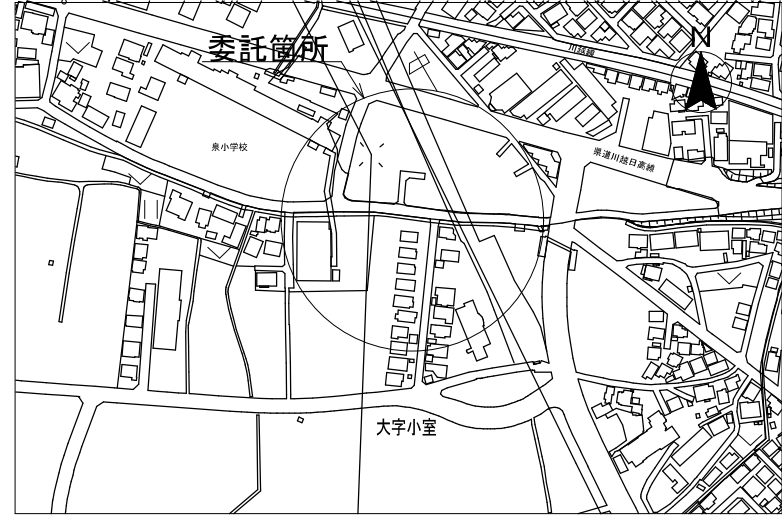 委託箇所
N
川越線
泉小学校
県道川越日高線
大字小室